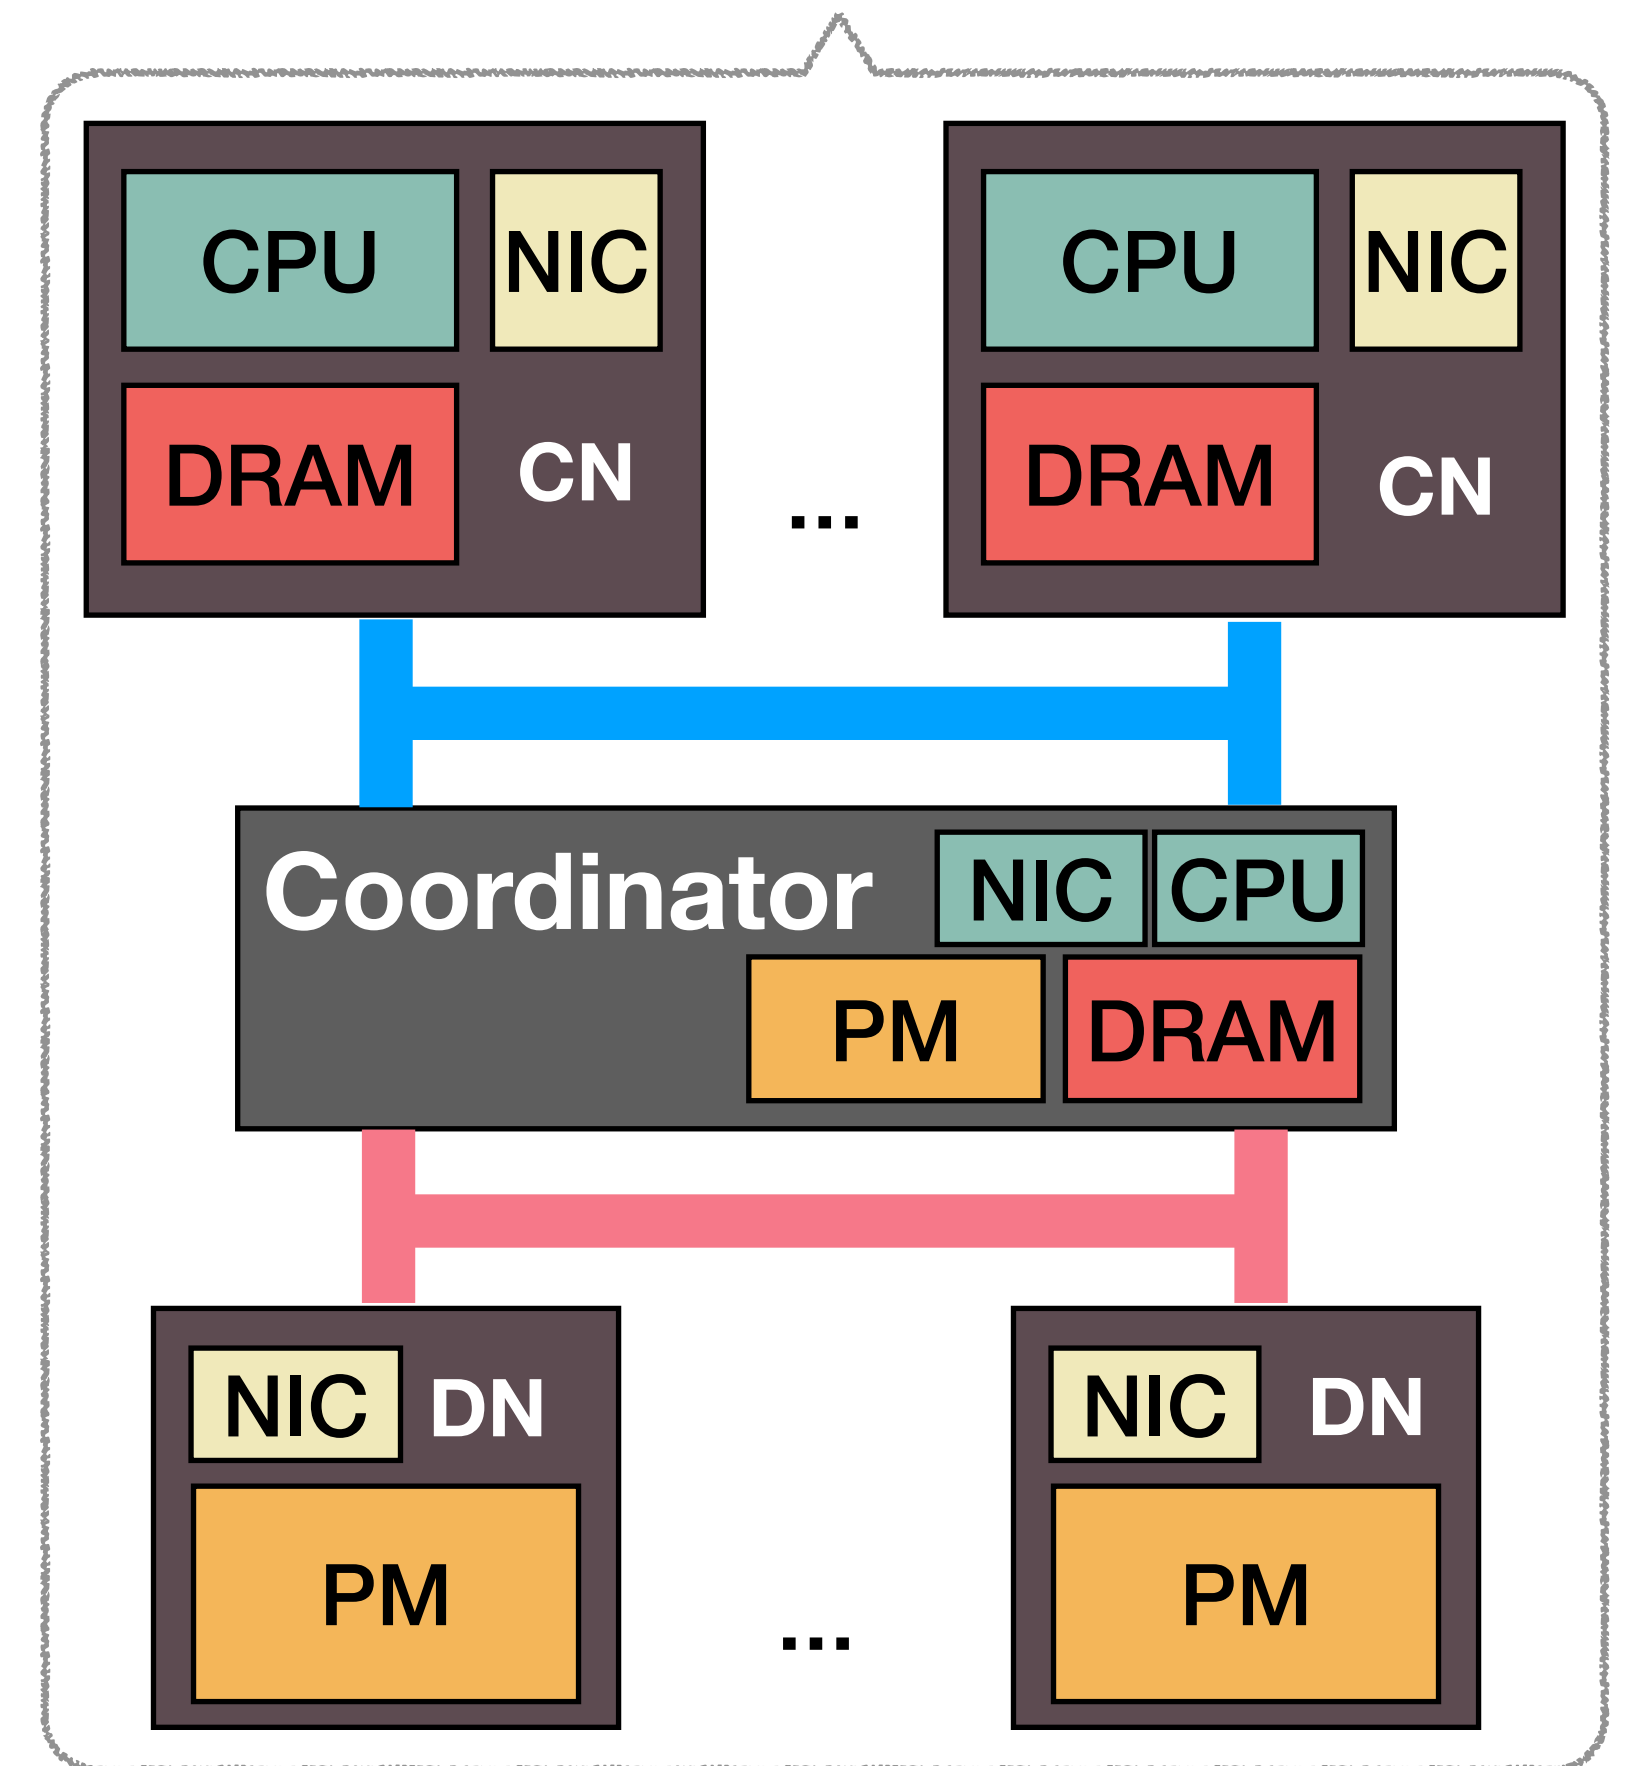 CPU NIC
DRAM CN
...
CPU NIC
DRAM CN
Coordinator NIC CPU
PM DRAM
NIC DN
PM
...
NIC DN
PM